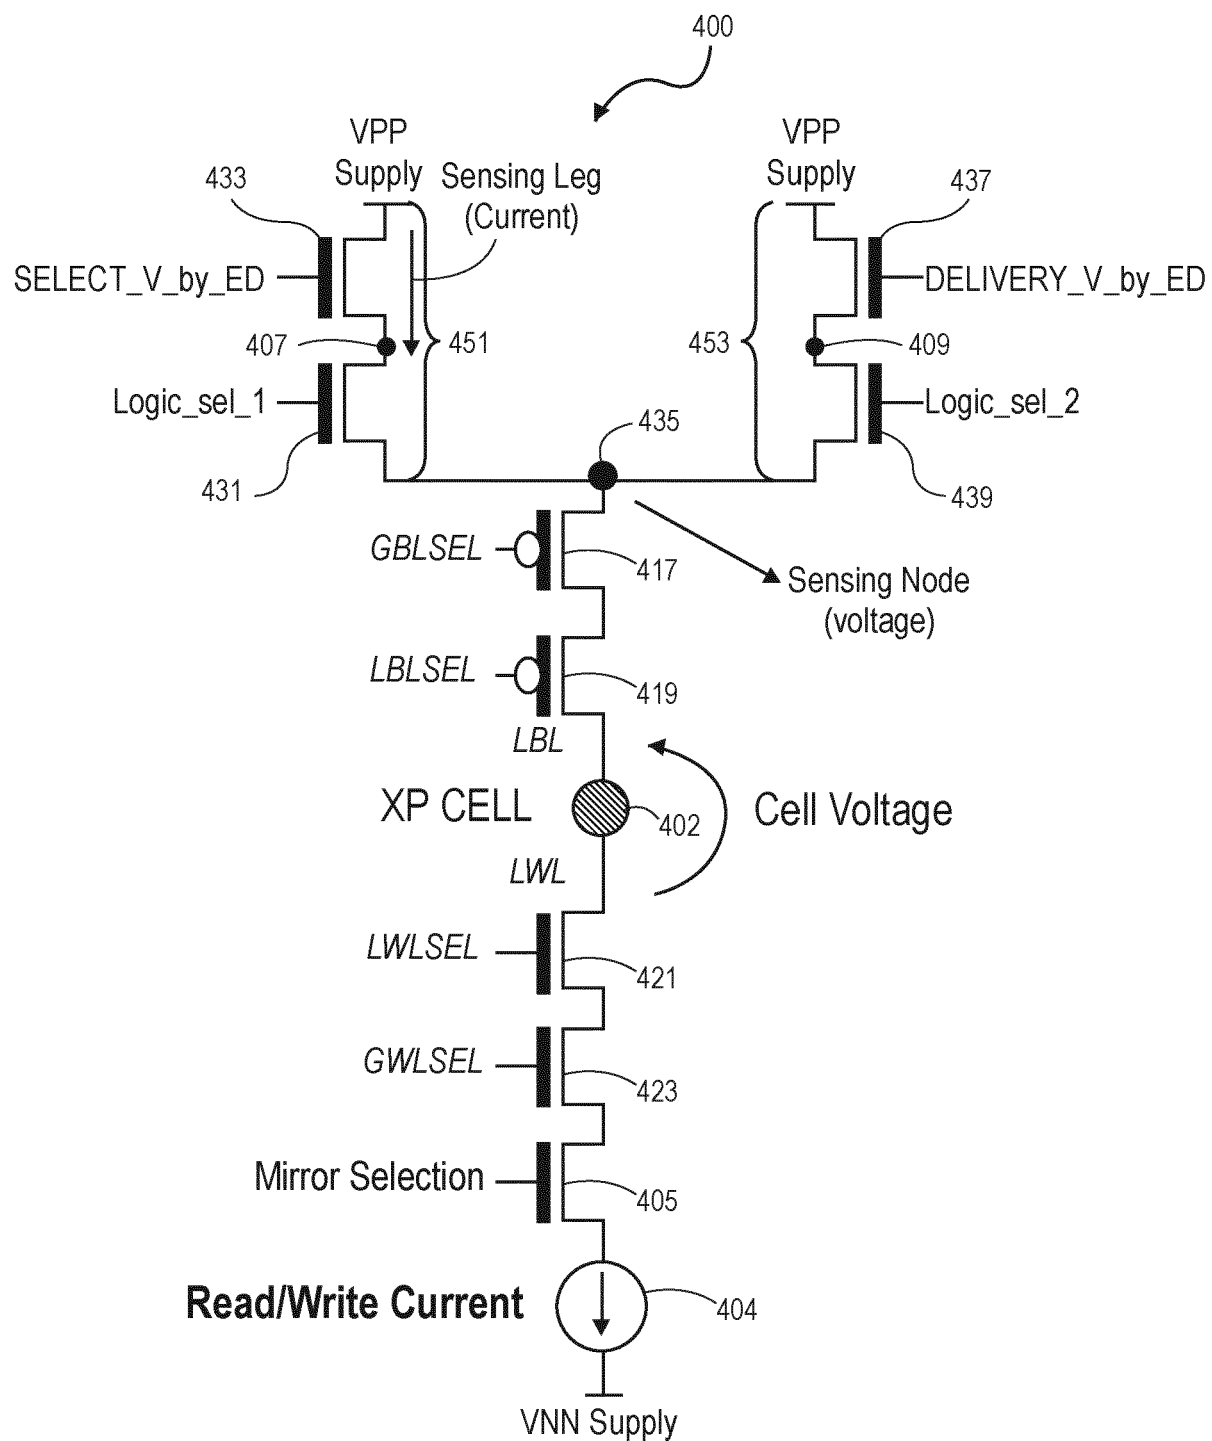 400
VPP
Supply
VPP
Supply
433
Sensing Leg
(Current)
437
SELECT_V_by_ED
DELIVERY_V_by_ED
407
451
453
409
Logic_sel_1
Logic_sel_2
435
431
439
GBLSEL
417
Sensing Node
(voltage)
LBLSEL
419
LBL
XP CELL
402
Cell Voltage
LWL
LWLSEL
421
GWLSEL
423
Mirror Selection
405
Read/Write Current
404
VNN Supply